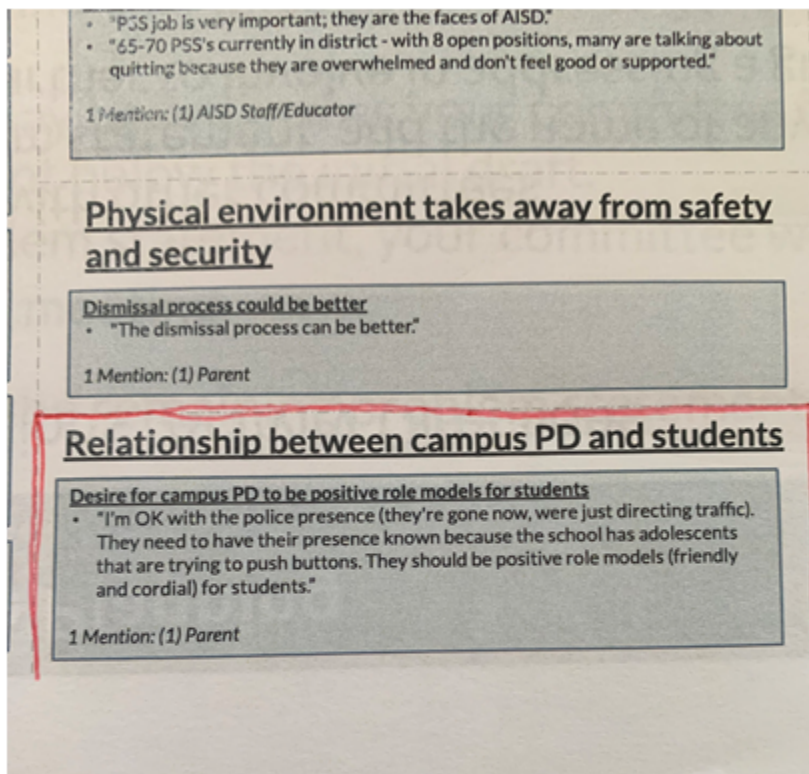 • "PSS job is very important; they are the faces of AISD."
• "65-70 PSS's currently in district - with 8 open positions, many are talking about
quitting because they are overwhelmed and don't feel good or supported."
1 Mention: (1) AISD Staff/Educator
Physical environment takes away from safety
and security
Dismissal process could be better
• "The dismissal process can be better."
1 Mention: (1) Parent
Relationship between campus PD and students
Desire for campus PD to be positive role models for students
• "I'm OK with the police presence (they're gone now, were just directing traffic).
They need to have their presence known because the school has adolescents
that are trying to push buttons. They should be positive role models (friendly
and cordial) for students."
1 Mention: (1) Parent